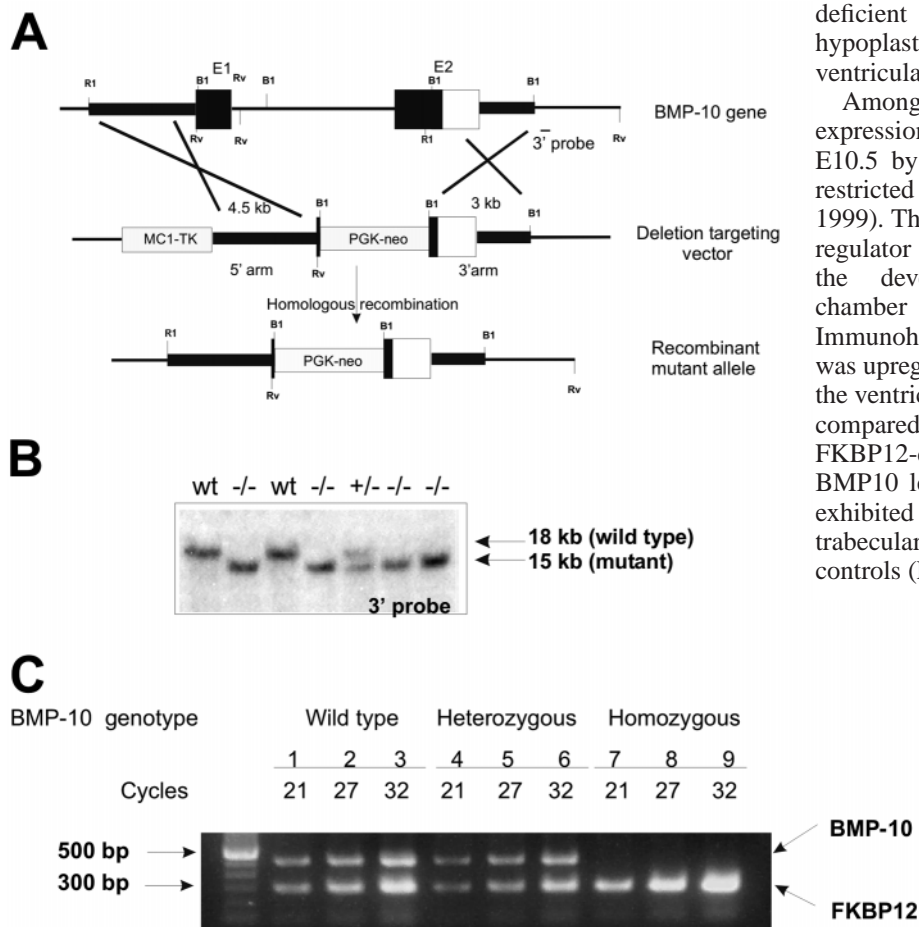 A
R1
B1
E1
Rv
B1
E2
B1
B1
BMP-10 gene
Rv
Rv
R1
3' probe
Rv
4.5 kb
3 kb
B1
B1
B1
MC1-TK
PGK-neo
Deletion targeting
vector
5' arm
Rv
3'arm
Homologous recombination
R1
B1
B1
B1
PGK-neo
Recombinant
mutant allele
Rv
Rv
B
wt -/- wt -/- +/- -/- -/-
18 kb (wild type)
15 kb (mutant)
3' probe
C
BMP-10 genotype Wild type Heterozygous Homozygous
1 2 3 4 5 6 7 8 9
Cycles 21 27 32 21 27 32 21 27 32
500 bp
BMP-10
300 bp
FKBP12
deficient
hypoplast
ventricula
Among
expression
E10.5 by
restricted
1999). Th
regulator
the deve
chamber
Immunoh
was upreg
the ventric
compared
FKBP12-
BMP10 le
exhibited
trabecular
controls (